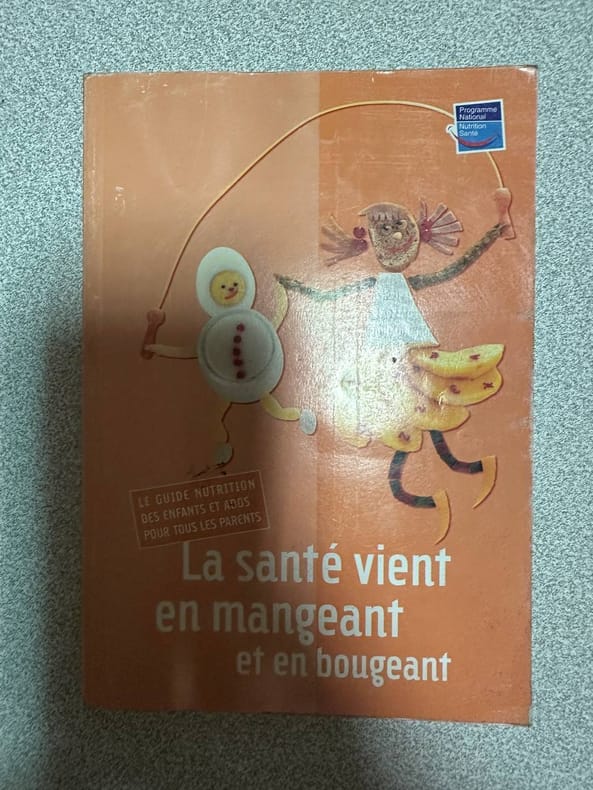 Programme
National
Nutrition
Santé
LE GUIDE NUTRITION
DES ENFANTS ET ADOS
POUR TOUS LES PARENTS
La santé vient
en mangeant
et en bougeant